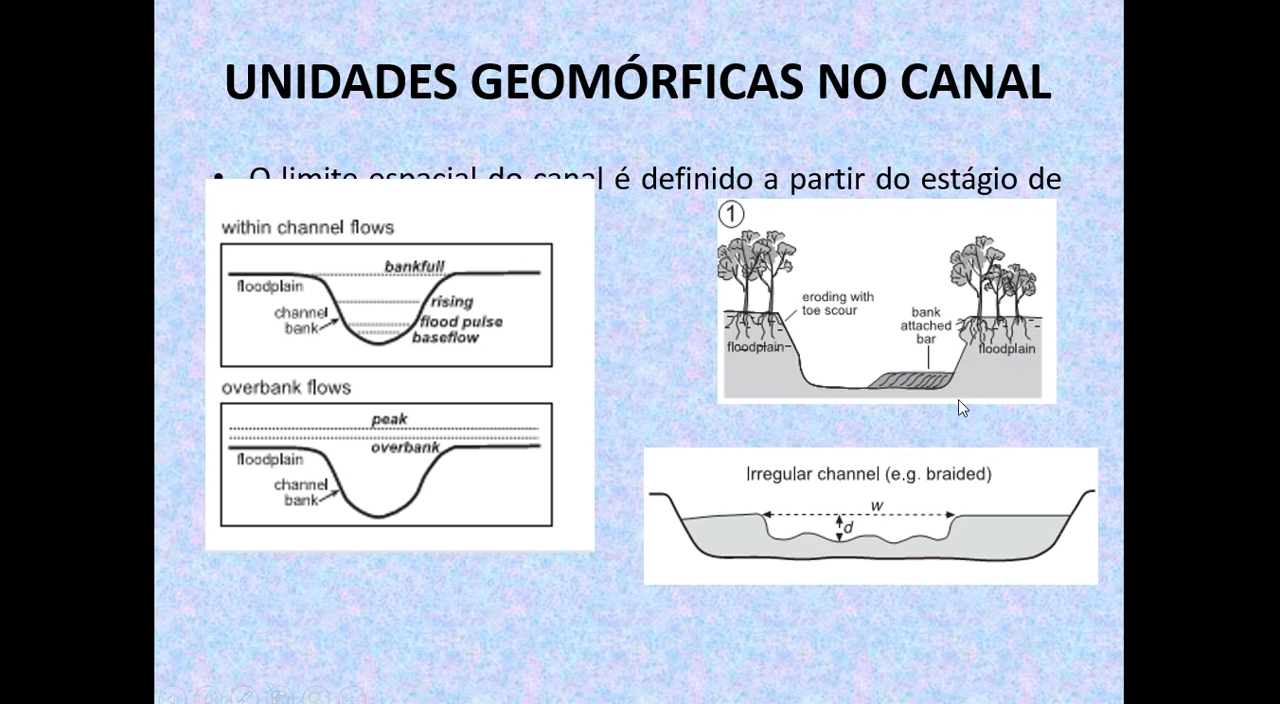 UNIDADES GEOMÓRFICAS NO CANAL
• O limite espacial do canal é definido a partir do estágio de
within channel flows
bankfull
floodplain
rising
channel
bank
flood pulse
baseflow
overbank flows
peak
overbank
floodplain
channel
bank
1
eroding with
toe scour
bank
attached
bar
floodplain
floodplain
Irregular channel (e.g. braided)
w
d